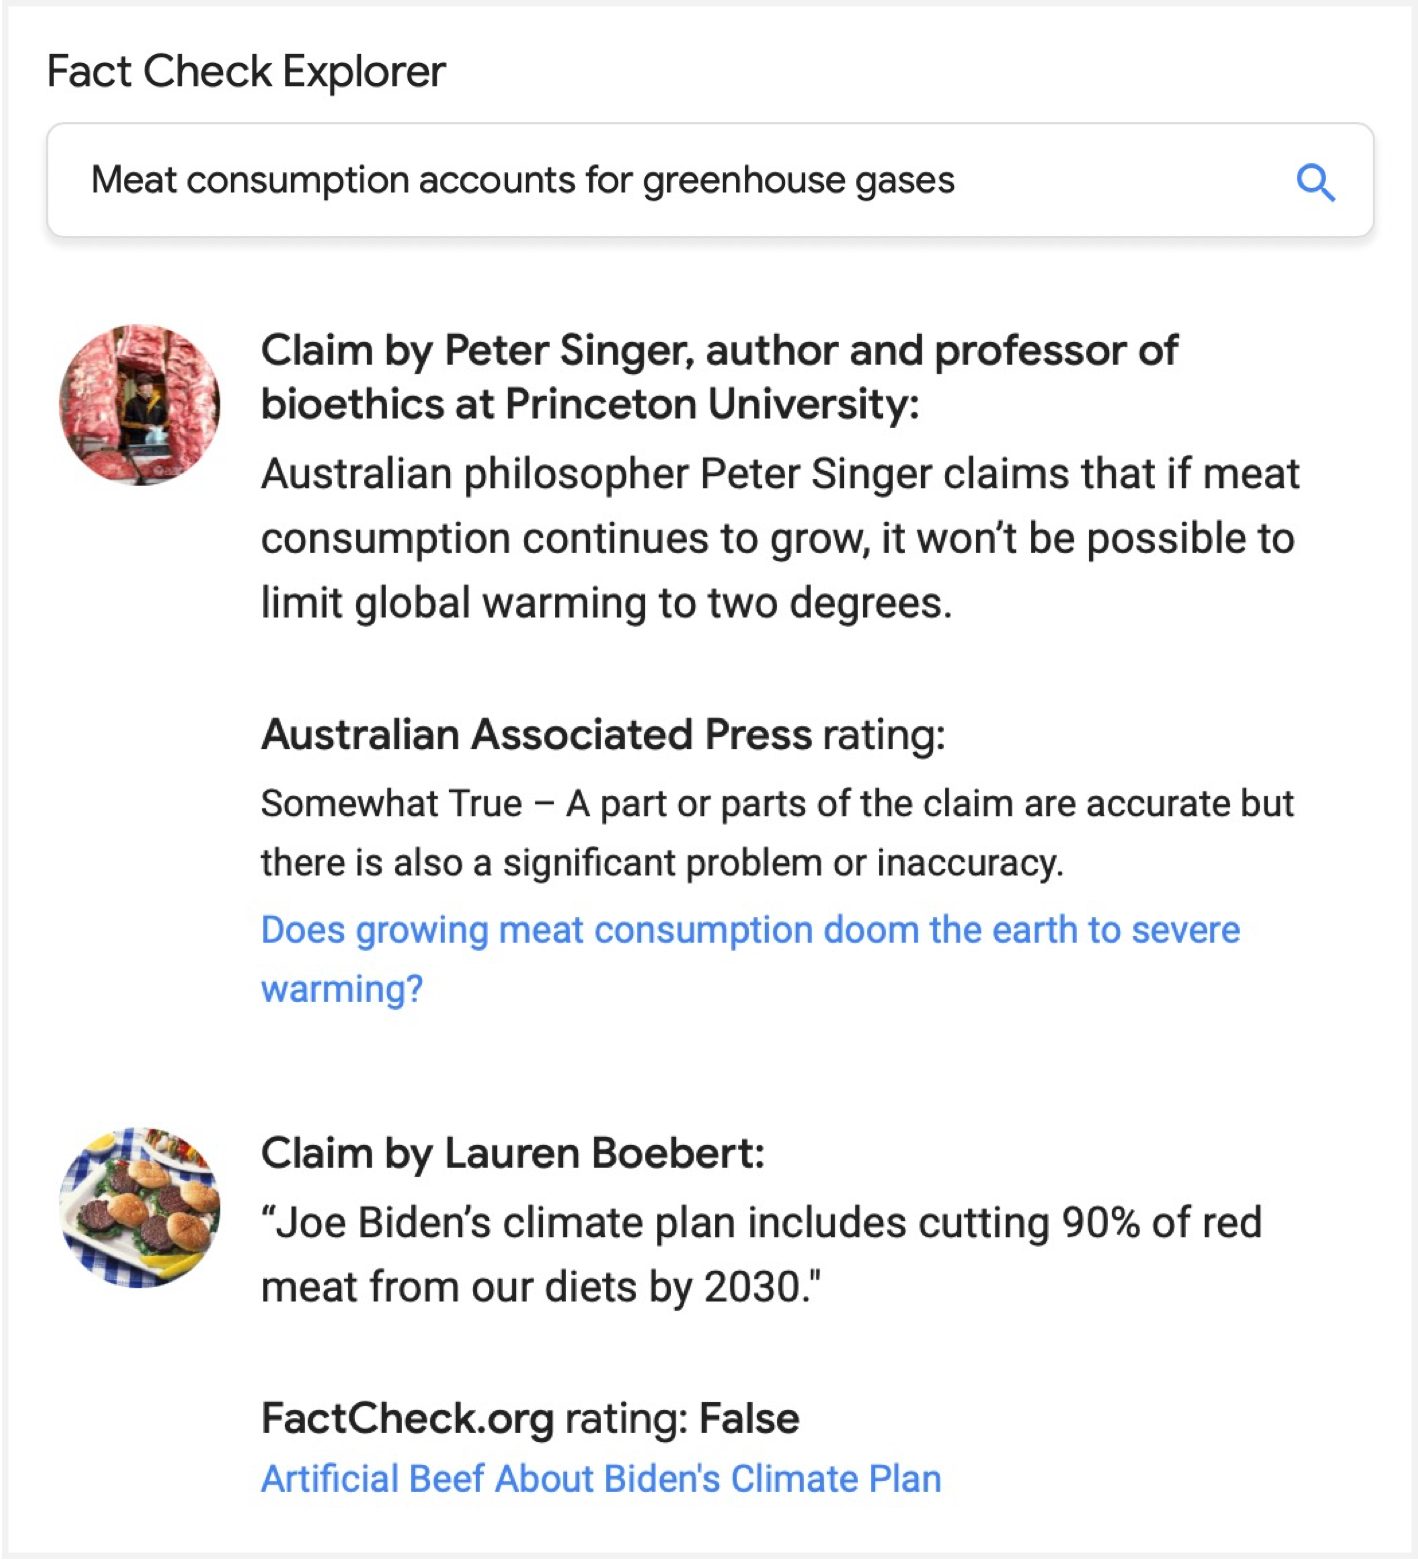 Fact Check Explorer
Meat consumption accounts for greenhouse gases
Claim by Peter Singer, author and professor of
bioethics at Princeton University:
Australian philosopher Peter Singer claims that if meat
consumption continues to grow, it won’t be possible to
limit global warming to two degrees.
Australian Associated Press rating:
Somewhat True – A part or parts of the claim are accurate but
there is also a significant problem or inaccuracy.
Does growing meat consumption doom the earth to severe
warming?
Claim by Lauren Boebert:
“Joe Biden’s climate plan includes cutting 90% of red
meat from our diets by 2030."
FactCheck.org rating: False
Artificial Beef About Biden's Climate Plan